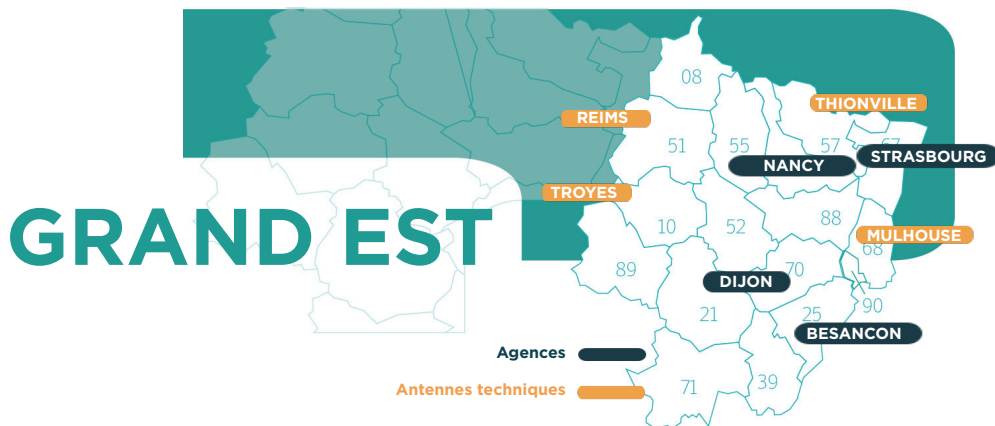 08
THIONVILLE
REIMS
51
55
57
67
NANCY
STRASBOURG
TROYES
GRAND EST
10
52
88
MULHOUSE
68
89
70
DIJON
21
25
90
BESANCON
Agences
Antennes techniques
71
39